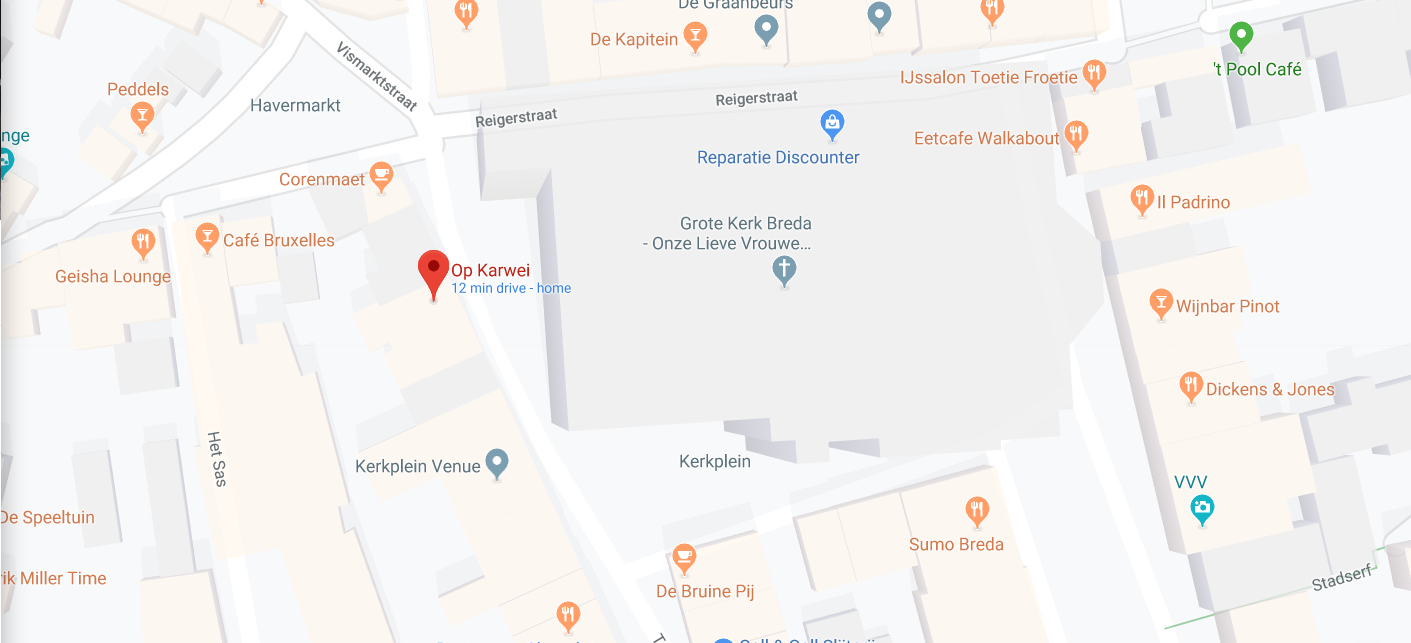 De Graanbeurs
De Kapitein
Vismarktstraat
IJssalon Toetie Froetie
't Pool Café
Peddels
Havermarkt
Reigerstraat
Reigerstraat
Eetcafe Walkabout
Reparatie Discounter
Corenmaet
Il Padrino
Grote Kerk Breda
- Onze Lieve Vrouwe...
Café Bruxelles
Geisha Lounge
Op Karwei
12 min drive - home
Wijnbar Pinot
Dickens & Jones
Het Sas
Kerkplein Venue
Kerkplein
VVV
De Speeltuin
Sumo Breda
Stadserf
Miller Time
De Bruine Pij